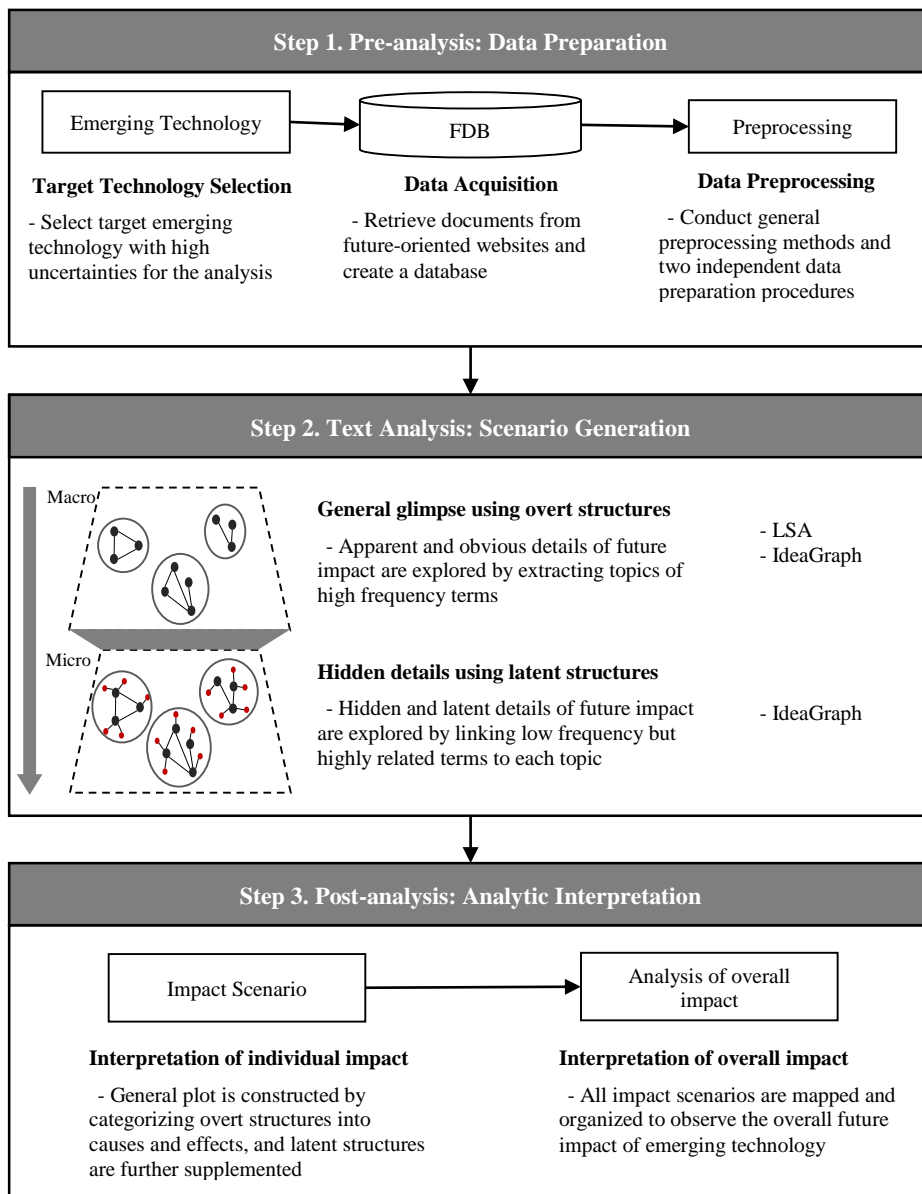 Step 1. Pre-analysis: Data Preparation
Emerging Technology
FDB
Preprocessing
Target Technology Selection
- Select target emerging
technology with high
uncertainties for the analysis
Data Acquisition
- Retrieve documents from
future-oriented websites and
create a database
Data Preprocessing
- Conduct general
preprocessing methods and
two independent data
preparation procedures
Step 2. Text Analysis: Scenario Generation
Macro
General glimpse using overt structures
- Apparent and obvious details of future
impact are explored by extracting topics of
high frequency terms
- LSA
- IdeaGraph
Micro
Hidden details using latent structures
- Hidden and latent details of future impact
are explored by linking low frequency but
highly related terms to each topic
- IdeaGraph
Step 3. Post-analysis: Analytic Interpretation
Impact Scenario
Analysis of overall
impact
Interpretation of individual impact
- General plot is constructed by
categorizing overt structures into
causes and effects, and latent structures
are further supplemented
Interpretation of overall impact
- All impact scenarios are mapped and
organized to observe the overall future
impact of emerging technology